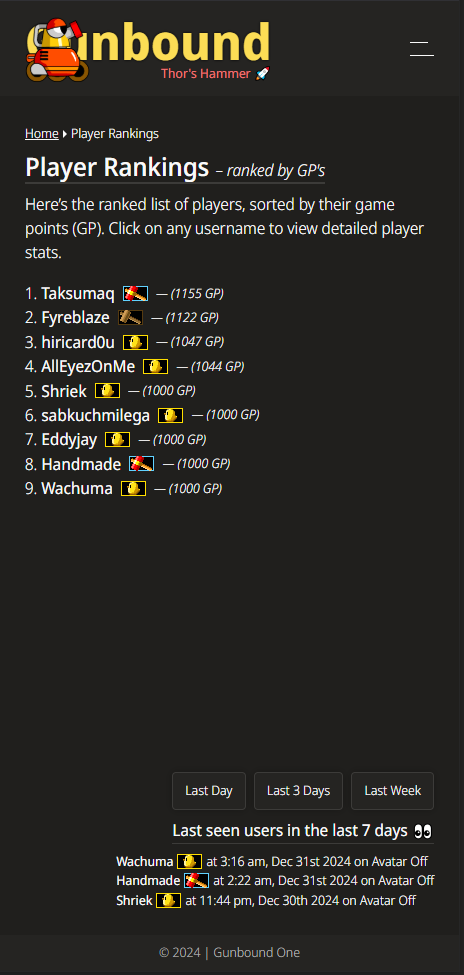 Gunbound
Thor's Hammer
Home Player Rankings
Player Rankings – ranked by GP's
Here’s the ranked list of players, sorted by their game
points (GP). Click on any username to view detailed player
stats.
1. Taksumaq — (1155 GP)
2. Fyreblaze — (1122 GP)
3. hiricard0u — (1047 GP)
4. AllEyezOnMe — (1044 GP)
5. Shriek — (1000 GP)
6. sabkuchmilega — (1000 GP)
7. Eddyjay — (1000 GP)
8. Handmade — (1000 GP)
9. Wachuma — (1000 GP)
Last Day Last 3 Days Last Week
Last seen users in the last 7 days 👀
Wachuma at 3:16 am, Dec 31st 2024 on Avatar Off
Handmade at 2:22 am, Dec 31st 2024 on Avatar Off
Shriek at 11:44 pm, Dec 30th 2024 on Avatar Off
© 2024 | Gunbound One